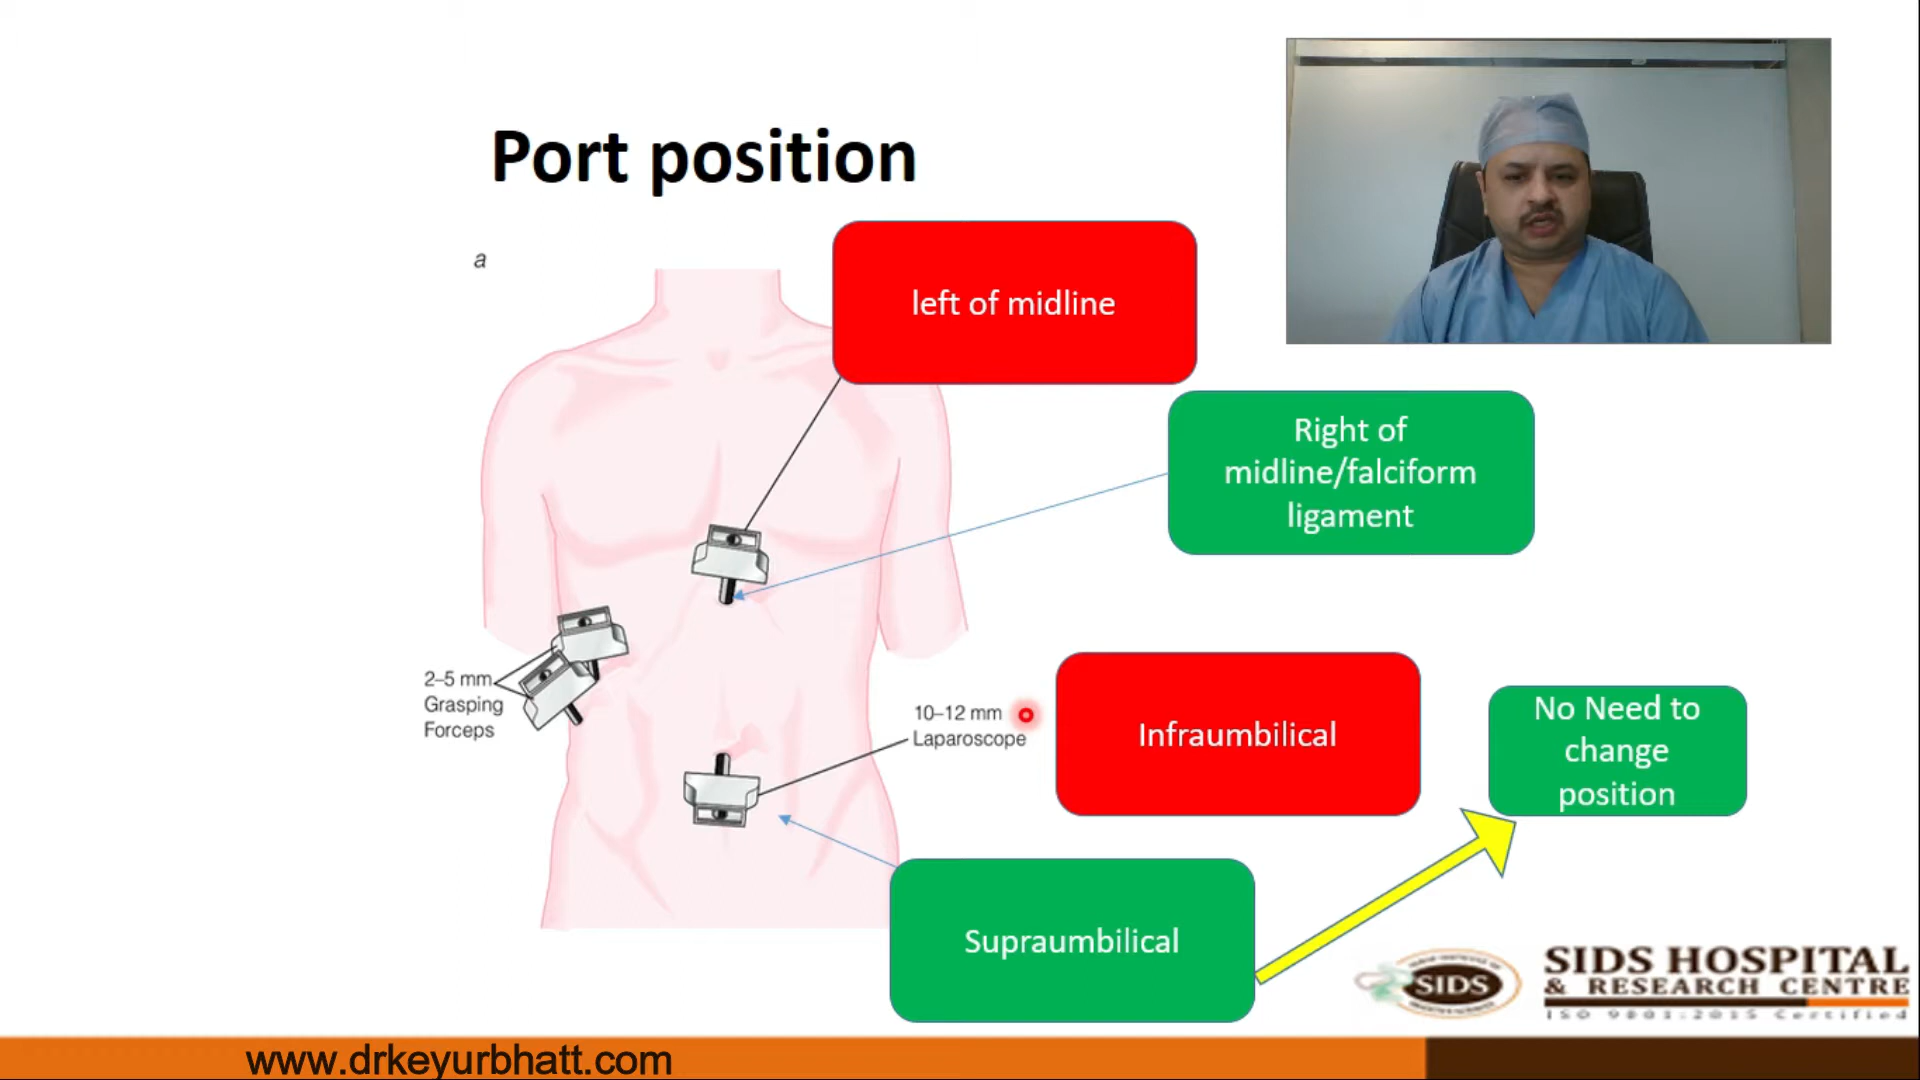 Port position
a
left of midline
Right of
midline/falciform
ligament
2–5 mm
Grasping
Forceps
10–12 mm
Laparoscope
Infraumbilical
No Need to
change
position
Supraumbilical
SIDS
SIDS HOSPITAL
& RESEARCH CENTRE
ISO 9001:2015 Certified
www.drkeyurbhatt.com